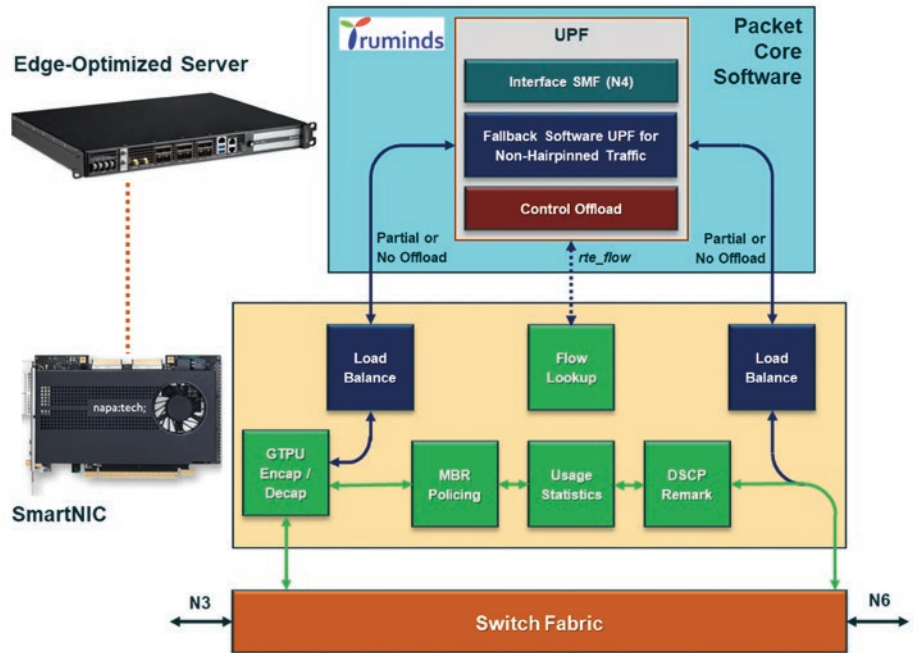 Truminds
UPF
Packet
Core
Software
Edge-Optimized Server
Interface SMF (N4)
Fallback Software UPF for
Non-Hairpinned Traffic
Control Offload
Partial or
No Offload
rte_flow
Partial or
No Offload
Load
Balance
Flow
Lookup
Load
Balance
napa:tech;
GTPU
Encap /
Decap
MBR
Policing
Usage
Statistics
DSCP
Remark
SmartNIC
N3
Switch Fabric
N6